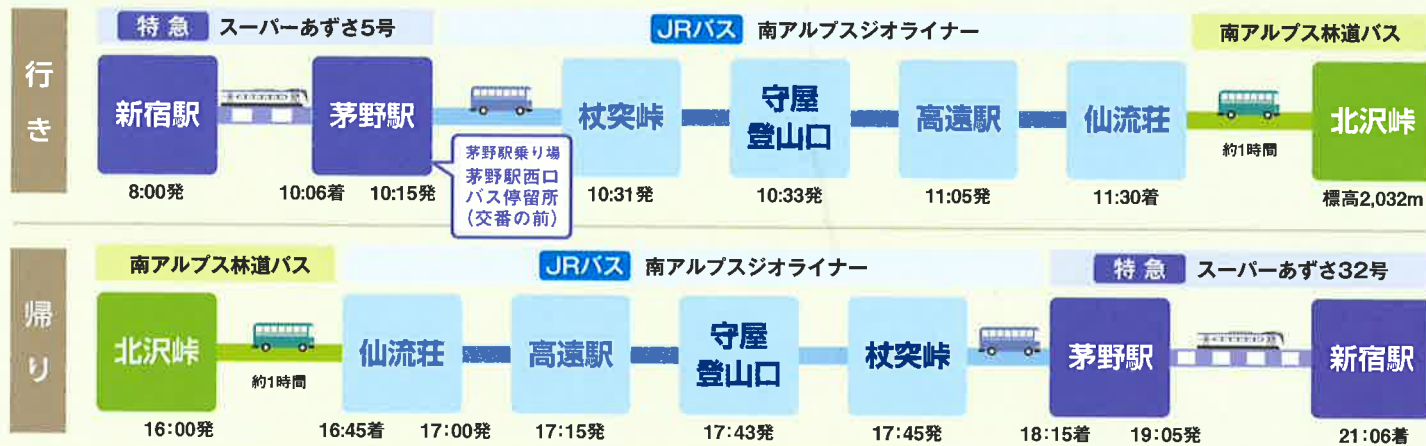 行き
特急 スーパーあずさ5号
JRバス 南アルプスジオライナー
南アルプス林道バス
新宿駅
茅野駅
杖突峠
守屋
登山口
高遠駅
仙流荘
北沢峠
約1時間
茅野駅乗り場
茅野駅西口
バス停留所
(交番の前)
8:00発
10:06着
10:15発
10:31発
10:33発
11:05発
11:30着
標高2,032m
帰り
南アルプス林道バス
JRバス 南アルプスジオライナー
特急 スーパーあずさ32号
北沢峠
約1時間
仙流荘
高遠駅
守屋
登山口
杖突峠
茅野駅
新宿駅
16:00発
16:45着
17:00発
17:15発
17:43発
17:45発
18:15着
19:05発
21:06着